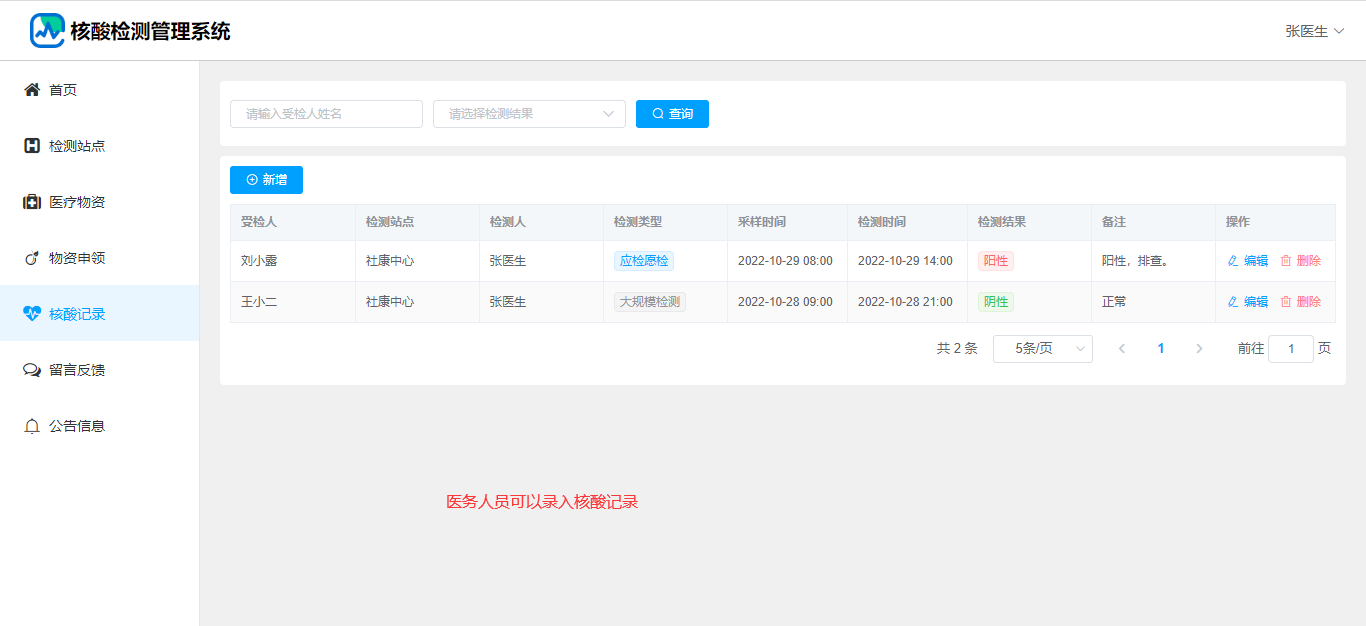 核酸检测管理系统
张医生
首页
检测站点
医疗物资
物资申领
核酸记录
留言反馈
公告信息
请输入受检人姓名 请选择检测结果 查询
新增
受检人 检测站点 检测人 检测类型 采样时间 检测时间 检测结果 备注 操作
刘小露 社康中心 张医生 应检愿检 2022-10-29 08:00 2022-10-29 14:00 阳性 阳性，排查。 编辑 删除
王小二 社康中心 张医生 大规模检测 2022-10-28 09:00 2022-10-28 21:00 阴性 正常 编辑 删除
共 2 条 5条/页 1 前往 1 页
医务人员可以录入核酸记录